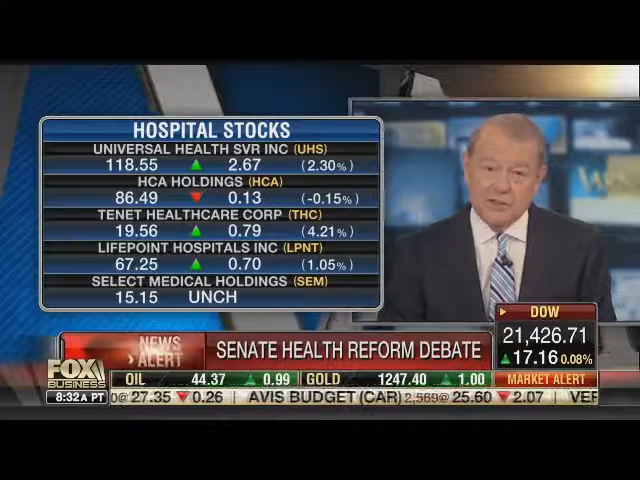 HOSPITAL STOCKS
UNIVERSAL HEALTH SVR INC (UHS)
118.55 ▲ 2.67 (2.30%)
HCA HOLDINGS (HCA)
86.49 ▼ 0.13 (-0.15%)
TENET HEALTHCARE CORP (THC)
19.56 ▲ 0.79 (4.21%)
LIFEPOINT HOSPITALS INC (LPNT)
67.25 ▲ 0.70 (1.05%)
SELECT MEDICAL HOLDINGS (SEM)
15.15 UNCH
DOW
21,426.71
▲ 17.16 0.08%
MARKET ALERT
NEWS
ALERT
SENATE HEALTH REFORM DEBATE
FOX
BUSINESS
OIL 44.37 ▲ 0.99 GOLD 1247.40 ▲ 1.00
8:32A PT
0@ 27.35 ▼ 0.26 AVIS BUDGET (CAR) 2,569@ 25.60 ▼ 2.07 VER